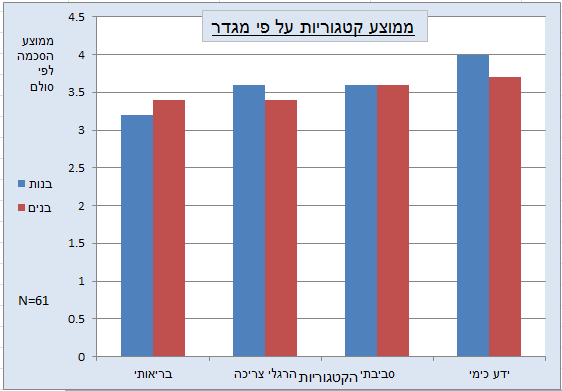 ממוצע קטגוריות על פי מגדר
ממוצע
הסכמה
לפי
סולם
4.5
4
3.5
3
2.5
2
1.5
1
0.5
0
בנות
בנים
N=61
בריאותי
הרגלי צריכה
סביבתי
ידע כימי
הקטגוריות